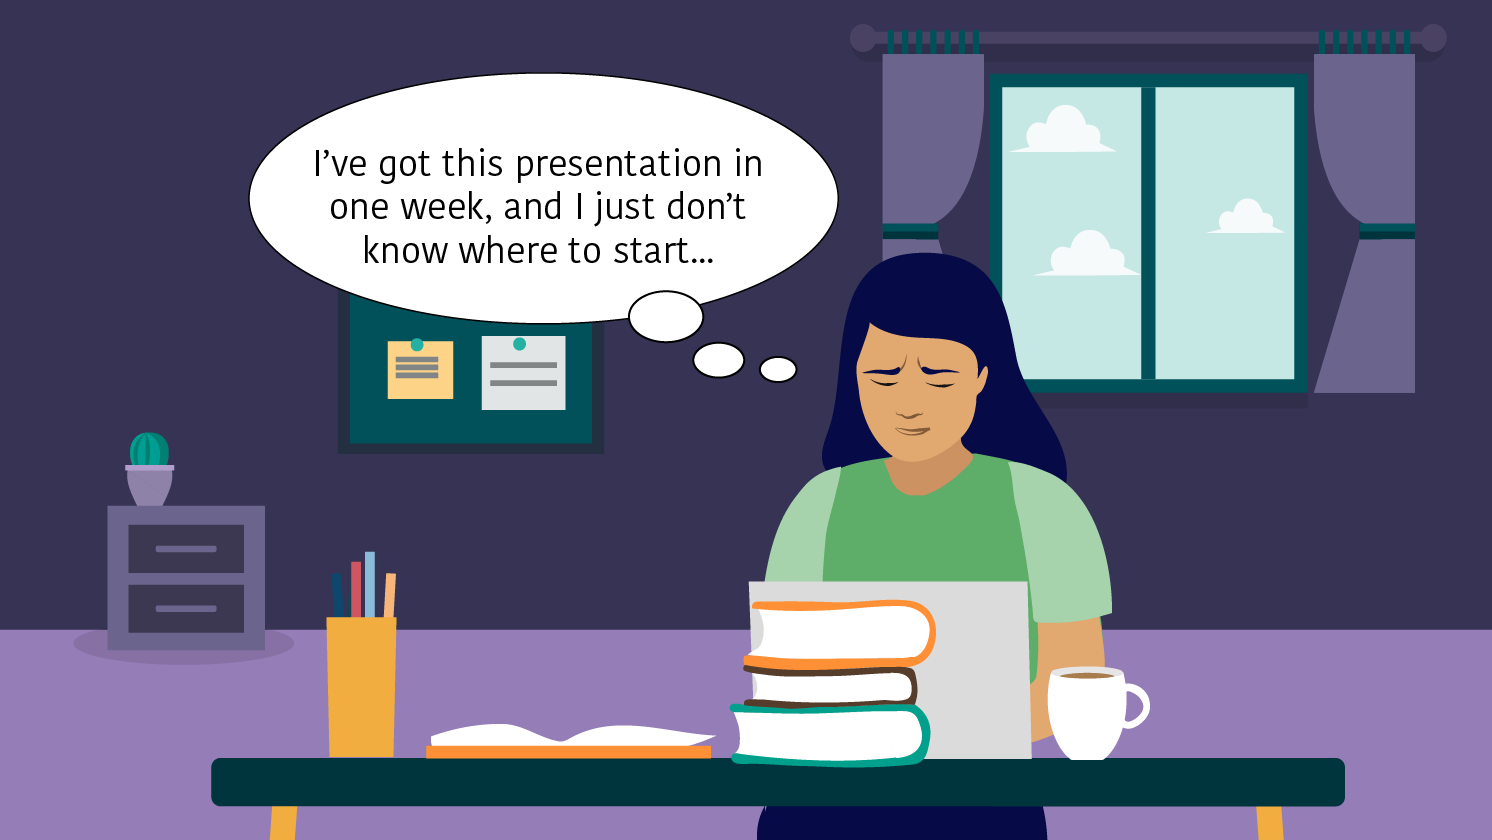 I’ve got this presentation in
one week, and I just don’t
know where to start...